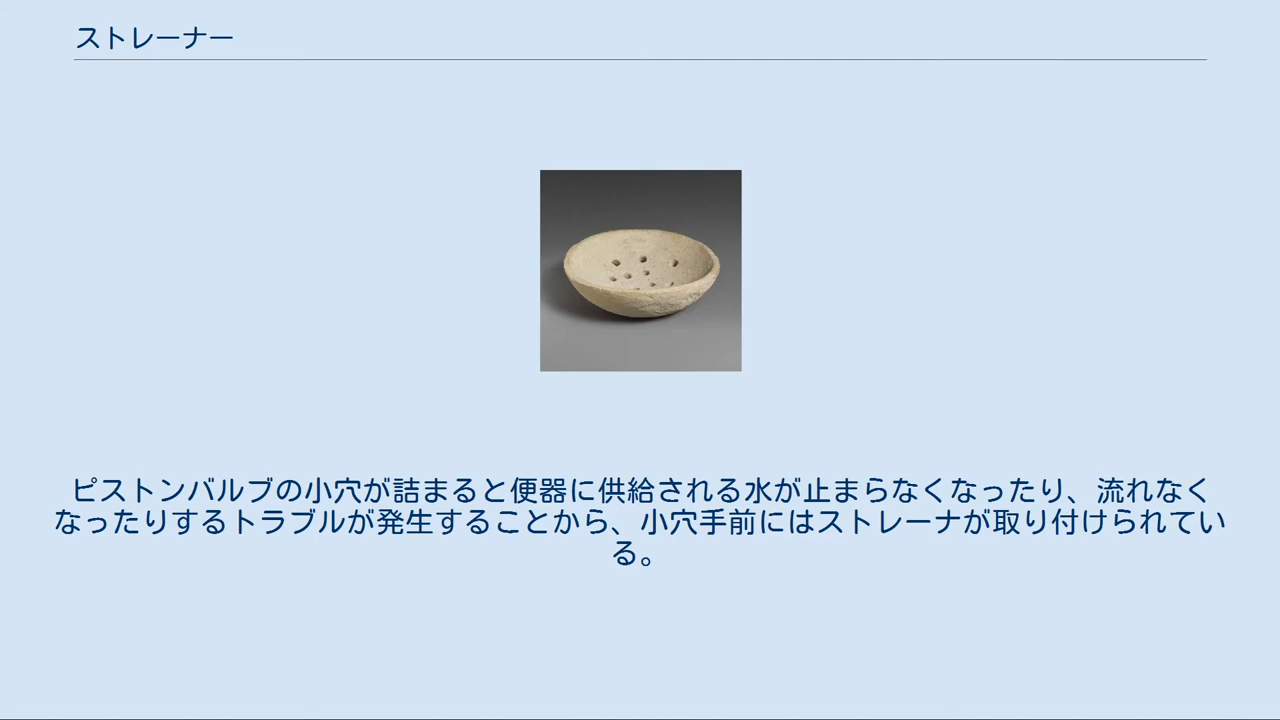 ストレーナー
ピストンバルブの小穴が詰まると便器に供給される水が止まらなくなったり、流れなく
なったりするトラブルが発生することから、小穴手前にはストレーナが取り付けられてい
る。